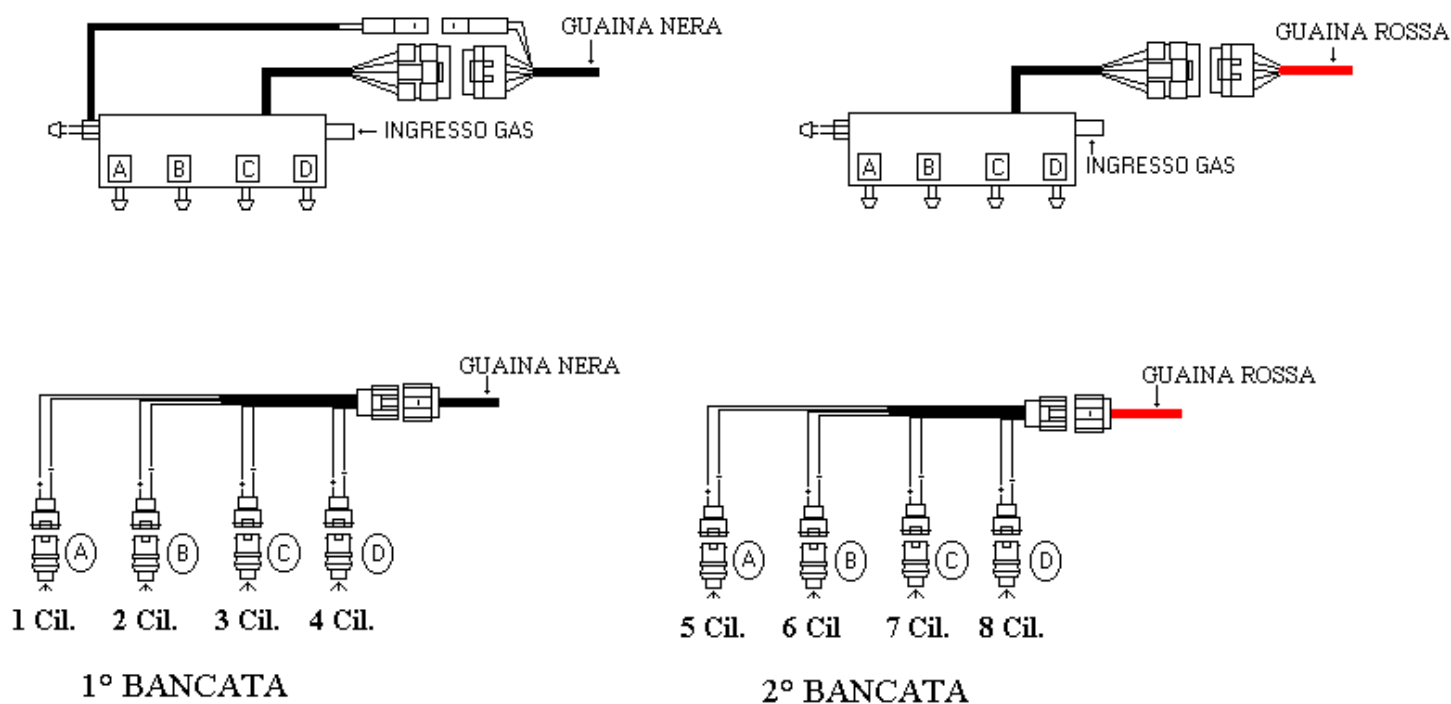 GUAINA NERA
INGRESSO GAS
A B C D
GUAINA ROSSA
INGRESSO GAS
A B C D
GUAINA NERA
A B C D
1 Cil. 2 Cil. 3 Cil. 4 Cil.
1° BANCATA
GUAINA ROSSA
A B C D
5 Cil. 6 Cil 7 Cil. 8 Cil.
2° BANCATA